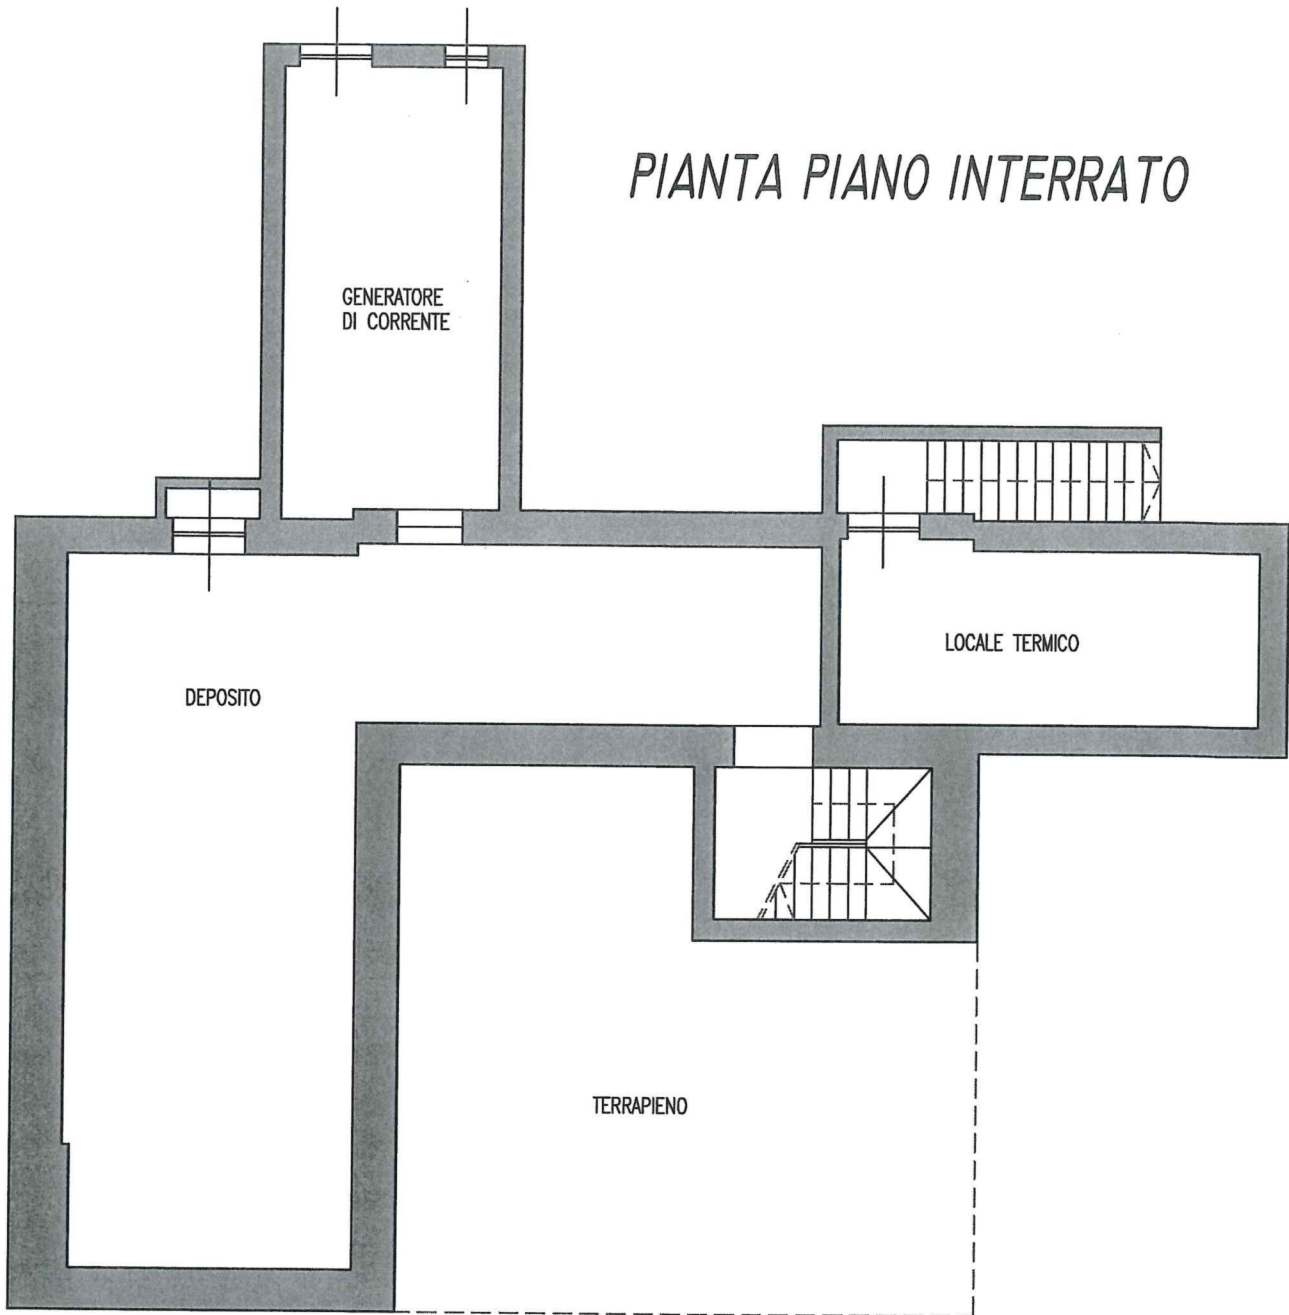 PIANTA PIANO INTERRATO
GENERATORE
DI CORRENTE
LOCALE TERMICO
DEPOSITO
TERRAPIENO